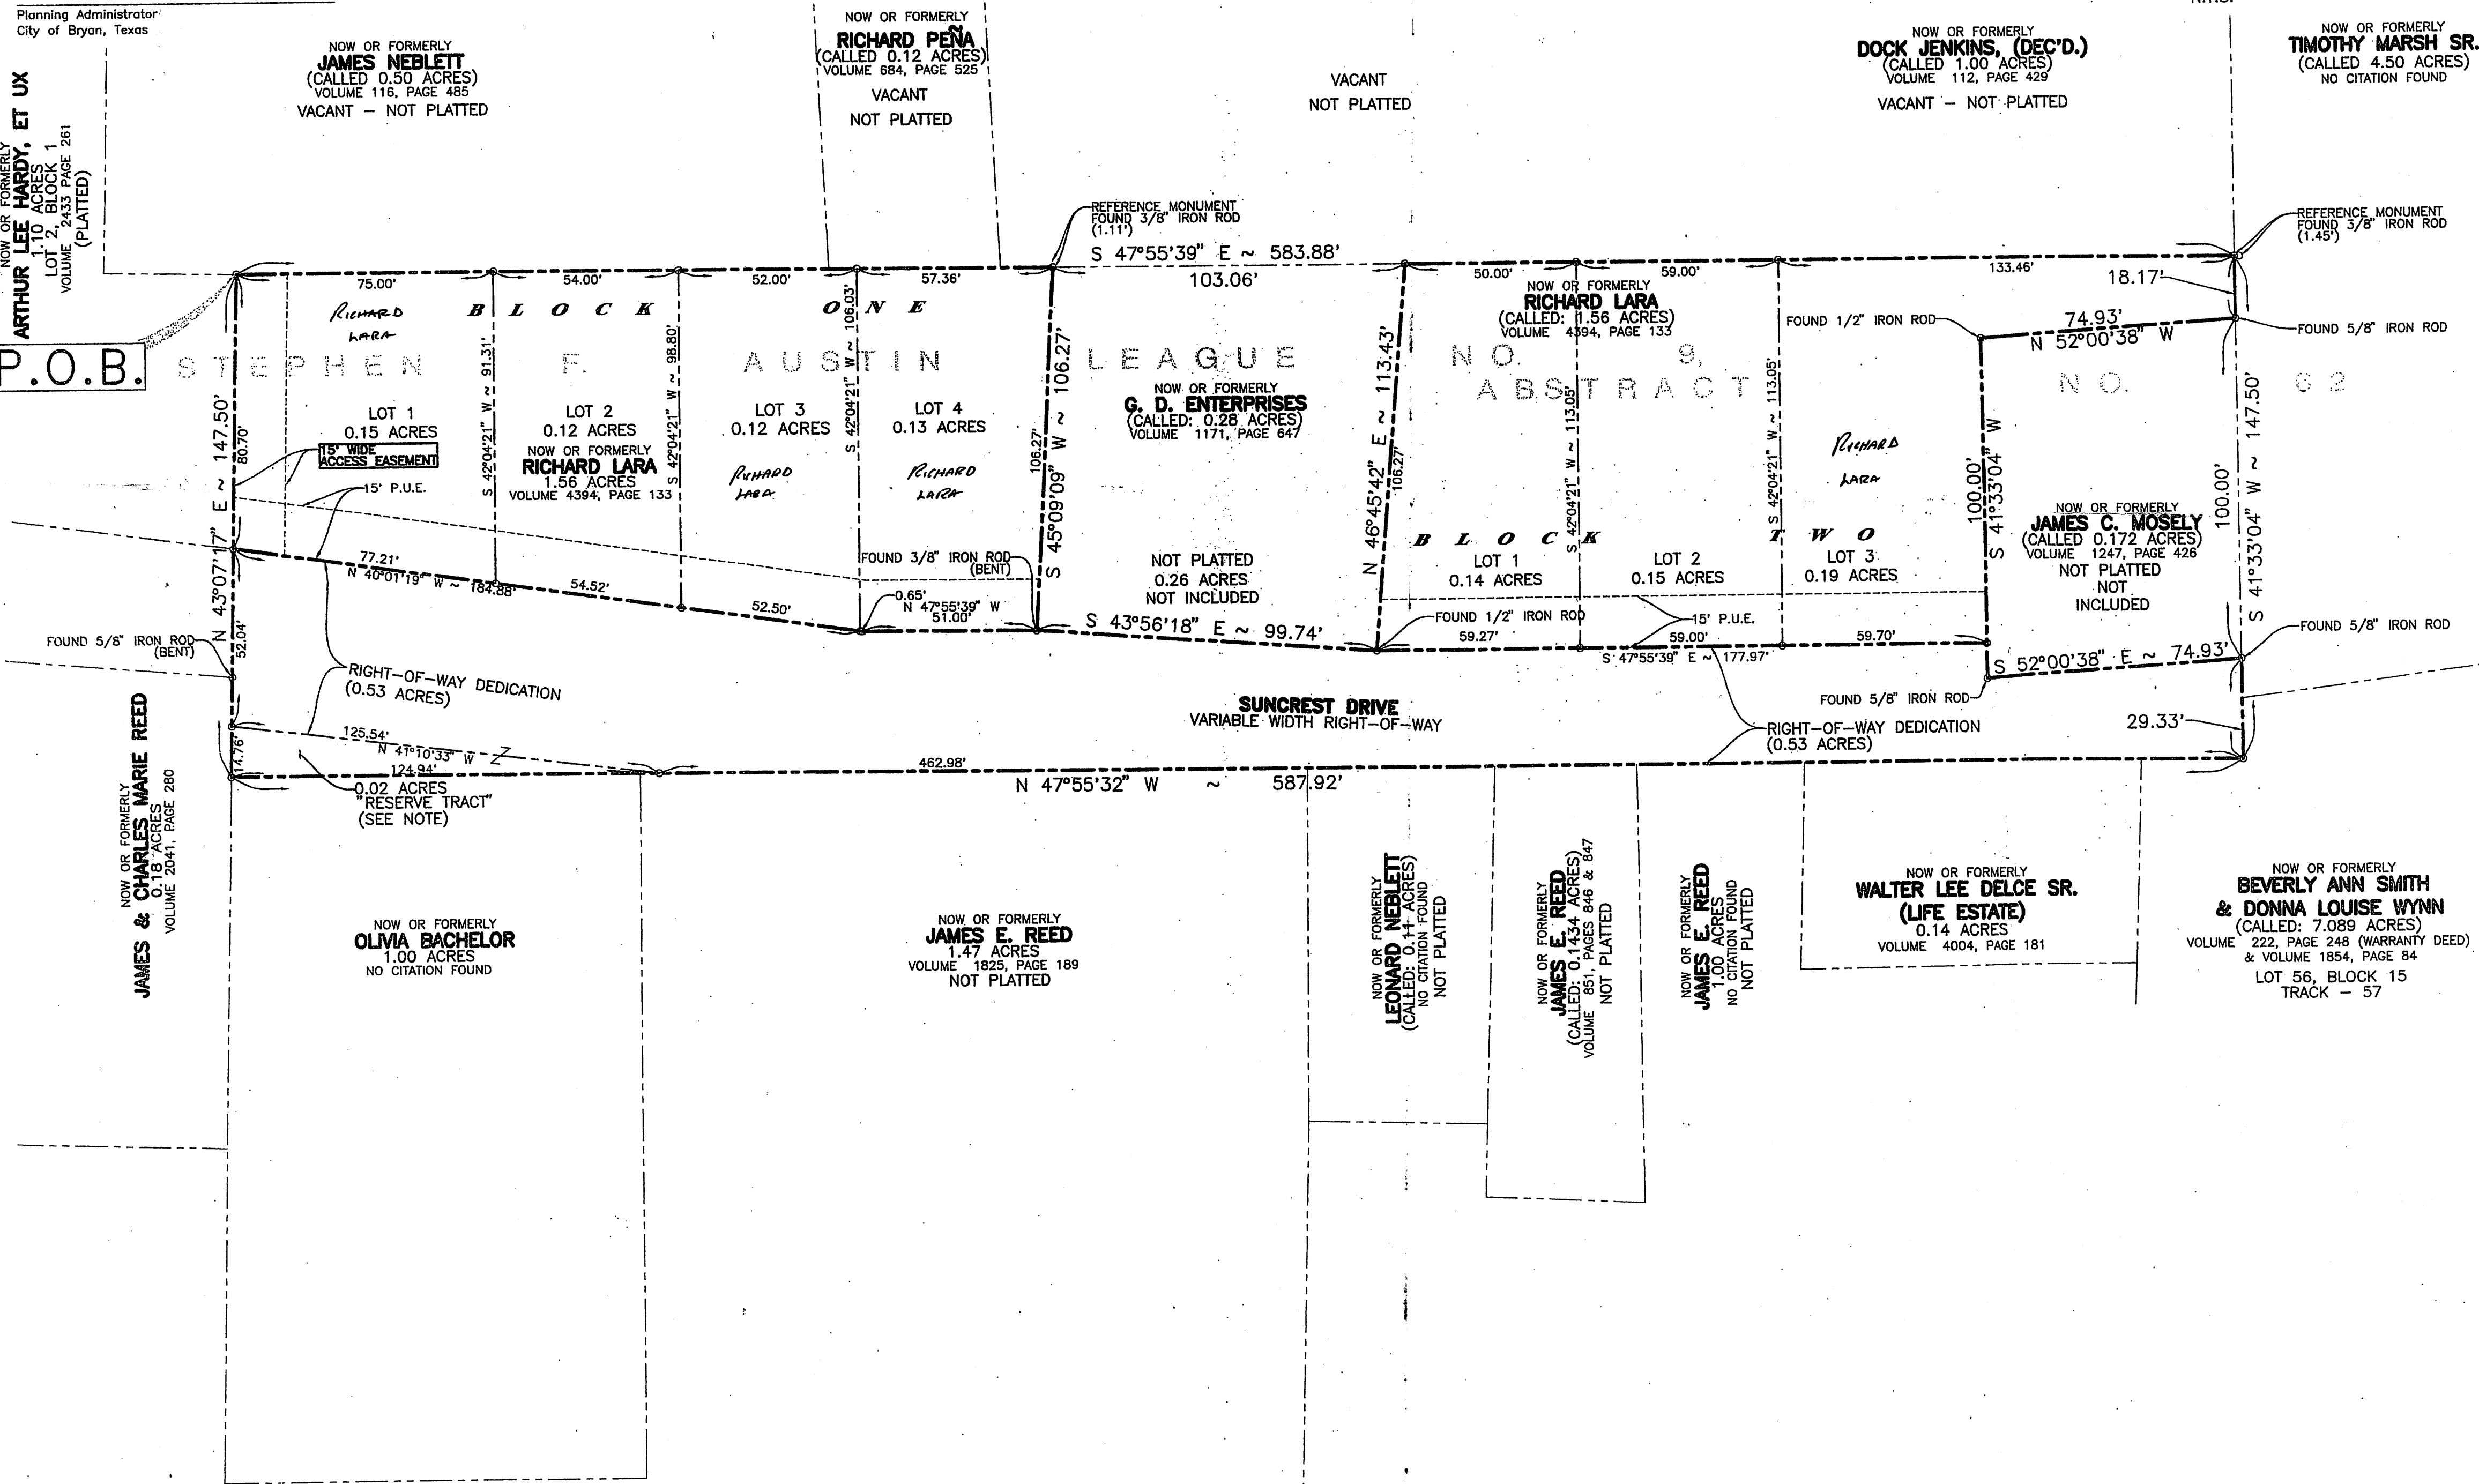 Planning Administrator
City of Bryan, Texas
NOW OR FORMERLY
ARTHUR LEE HARDY, ET UX
1.10 ACRES
LOT 2, BLOCK 1
VOLUME 2433 PAGE 261
(PLATTED)
NOW OR FORMERLY
JAMES NEBLETT
(CALLED 0.50 ACRES)
VOLUME 116, PAGE 485
VACANT – NOT PLATTED
NOW OR FORMERLY
RICHARD PEÑA
(CALLED 0.12 ACRES)
VOLUME 684, PAGE 525
VACANT
NOT PLATTED
VACANT
NOT PLATTED
NOW OR FORMERLY
DOCK JENKINS, (DEC'D.)
(CALLED 1.00 ACRES)
VOLUME 112, PAGE 429
VACANT – NOT PLATTED
NOW OR FORMERLY
TIMOTHY MARSH SR.
(CALLED 4.50 ACRES)
NO CITATION FOUND
REFERENCE MONUMENT
FOUND 3/8" IRON ROD
(1.11')
REFERENCE MONUMENT
FOUND 3/8" IRON ROD
(1.45')
S 47°55'39" E ~ 583.88'
75.00'
54.00'
52.00'
57.36'
103.06'
50.00'
59.00'
133.46'
18.17'
P.O.B.
BLOCK ONE
STEPHEN F. AUSTIN LEAGUE NO. 9,
ABSTRACT NO. 62
RICHARD
LARA
LOT 1
0.15 ACRES
15' WIDE
ACCESS EASEMENT
15' P.U.E.
N 43°07'17" E ~ 147.50'
80.70'
52.04'
14.76'
S 42°04'21" W ~ 91.31'
LOT 2
0.12 ACRES
NOW OR FORMERLY
RICHARD LARA
1.56 ACRES
VOLUME 4394, PAGE 133
S 42°04'21" W ~ 98.80'
LOT 3
0.12 ACRES
RICHARD
LARA
S 42°04'21" W ~ 106.03'
LOT 4
0.13 ACRES
RICHARD
LARA
FOUND 3/8" IRON ROD
(BENT)
106.27'
S 45°09'09" W ~ 106.27'
NOW OR FORMERLY
G. D. ENTERPRISES
(CALLED: 0.28 ACRES)
VOLUME 1171, PAGE 647
NOT PLATTED
0.26 ACRES
NOT INCLUDED
N 46°45'42" E ~ 113.43'
106.27'
NOW OR FORMERLY
RICHARD LARA
(CALLED: 1.56 ACRES)
VOLUME 4394, PAGE 133
BLOCK TWO
LOT 1
0.14 ACRES
S 42°04'21" W ~ 113.05'
LOT 2
0.15 ACRES
S 42°04'21" W ~ 113.05'
RICHARD
LARA
LOT 3
0.19 ACRES
FOUND 1/2" IRON ROD
74.93'
N 52°00'38" W
FOUND 5/8" IRON ROD
100.00'
S 41°33'04" W
NOW OR FORMERLY
JAMES C. MOSELY
(CALLED 0.172 ACRES)
VOLUME 1247, PAGE 426
NOT PLATTED
NOT
INCLUDED
100.00'
S 41°33'04" W ~ 147.50'
77.21'
N 40°01'19" W ~ 184.88'
54.52'
52.50'
0.65'
N 47°55'39" W
51.00'
S 43°56'18" E ~ 99.74'
FOUND 1/2" IRON ROD
15' P.U.E.
59.27'
59.00'
59.70'
S 47°55'39" E ~ 177.97'
FOUND 5/8" IRON ROD
S 52°00'38" E ~ 74.93'
FOUND 5/8" IRON ROD
FOUND 5/8" IRON ROD
(BENT)
RIGHT-OF-WAY DEDICATION
(0.53 ACRES)
SUNCREST DRIVE
VARIABLE WIDTH RIGHT-OF-WAY
RIGHT-OF-WAY DEDICATION
(0.53 ACRES)
29.33'
125.54'
N 41°10'33" W
124.94'
462.98'
N 47°55'32" W ~ 587.92'
0.02 ACRES
"RESERVE TRACT"
(SEE NOTE)
NOW OR FORMERLY
JAMES & CHARLES MARIE REED
0.18 ACRES
VOLUME 2041, PAGE 280
NOW OR FORMERLY
OLIVIA BACHELOR
1.00 ACRES
NO CITATION FOUND
NOW OR FORMERLY
JAMES E. REED
1.47 ACRES
VOLUME 1825, PAGE 189
NOT PLATTED
NOW OR FORMERLY
LEONARD NEBLETT
(CALLED: 0.11 ACRES)
NO CITATION FOUND
NOT PLATTED
NOW OR FORMERLY
JAMES E. REED
(CALLED: 0.1434 ACRES)
VOLUME 851, PAGES 846 & 847
NOT PLATTED
NOW OR FORMERLY
JAMES E. REED
1.00 ACRES
NO CITATION FOUND
NOT PLATTED
NOW OR FORMERLY
WALTER LEE DELCE SR.
(LIFE ESTATE)
0.14 ACRES
VOLUME 4004, PAGE 181
NOW OR FORMERLY
BEVERLY ANN SMITH
& DONNA LOUISE WYNN
(CALLED: 7.089 ACRES)
VOLUME 222, PAGE 248 (WARRANTY DEED)
& VOLUME 1854, PAGE 84
LOT 56, BLOCK 15
TRACK – 57